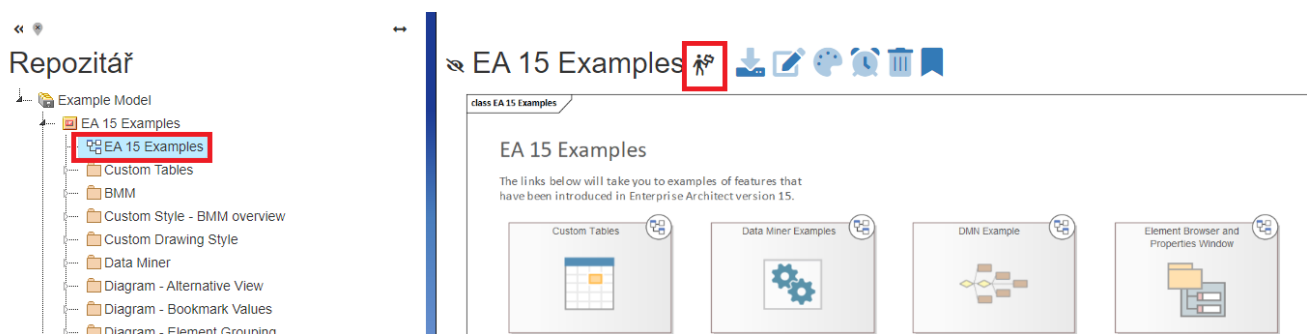 Repozitář
Example Model
EA 15 Examples
EA 15 Examples
Custom Tables
BMM
Custom Style - BMM overview
Custom Drawing Style
Data Miner
Diagram - Alternative View
Diagram - Bookmark Values
Diagram - Element Grouping
EA 15 Examples
class EA 15 Examples
EA 15 Examples
The links below will take you to examples of features that
have been introduced in Enterprise Architect version 15.
Custom Tables
Data Miner Examples
DMN Example
Element Browser and
Properties Window